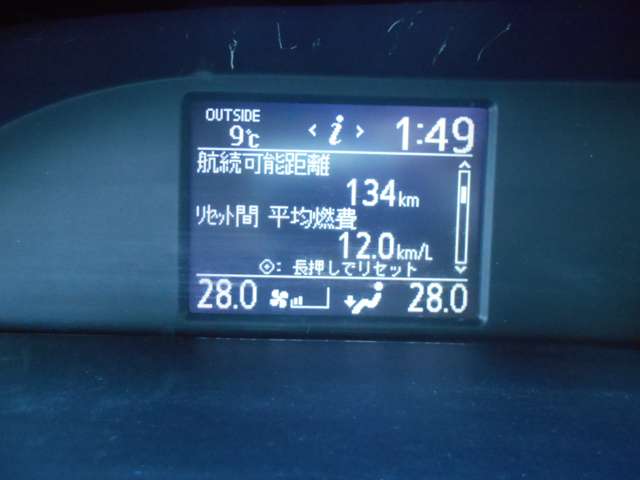 OUTSIDE
9℃ < i > 1:49
航続可能距離
134km
リセット間 平均燃費
12.0km/L
: 長押しでリセット
28.0 28.0